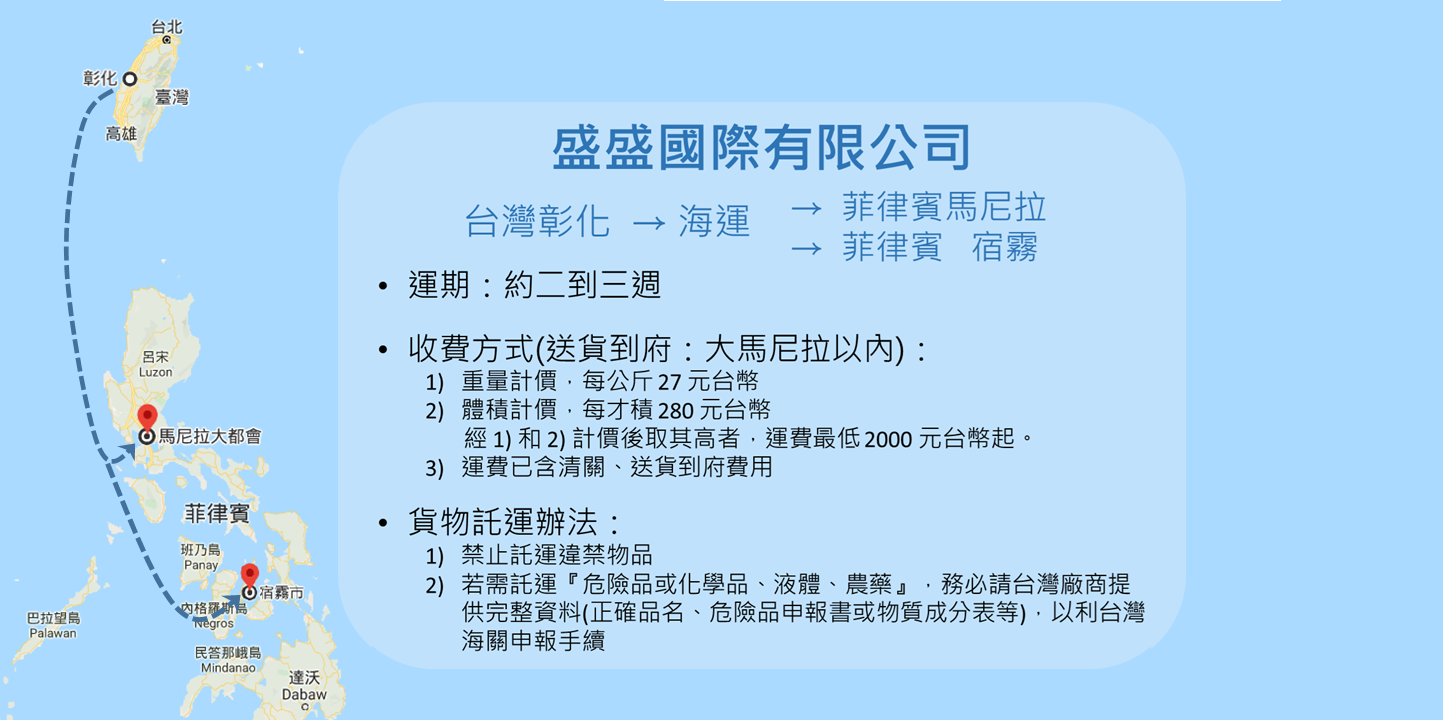 台北
彰化
臺灣
高雄
盛盛國際有限公司
台灣彰化 → 海運
→ 菲律賓馬尼拉
→ 菲律賓 宿霧
• 運期：約二到三週
• 收費方式(送貨到府：大馬尼拉以內)：
1) 重量計價，每公斤 27 元台幣
2) 體積計價，每才積 280 元台幣
經 1) 和 2) 計價後取其高者，運費最低 2000 元台幣起。
3) 運費已含清關、送貨到府費用
• 貨物託運辦法：
1) 禁止託運違禁物品
2) 若需託運『危險品或化學品、液體、農藥』，務必請台灣廠商提
供完整資料(正確品名、危險品申報書或物質成分表等)，以利台灣
海關申報手續
呂宋
Luzon
馬尼拉大都會
菲律賓
班乃島
Panay
宿霧市
內格羅斯島
Negros
巴拉望島
Palawan
民答那峨島
Mindanao
達沃
Dabaw